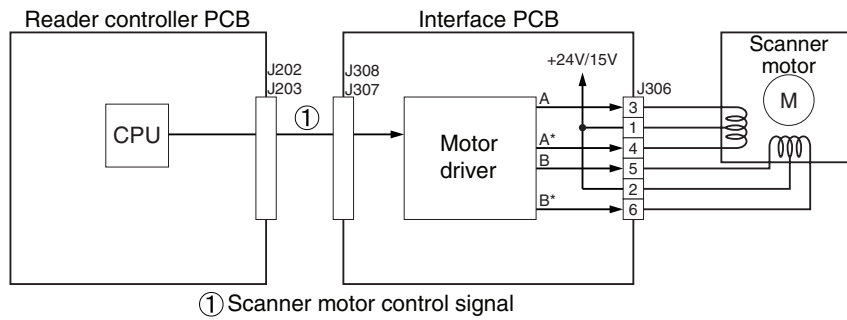 Reader controller PCB
Interface PCB
Scanner
motor
M
+24V/15V
J202
J203
J308
J307
J306
CPU
①
Motor
driver
A
3
1
A*
4
B
5
2
B*
6
① Scanner motor control signal